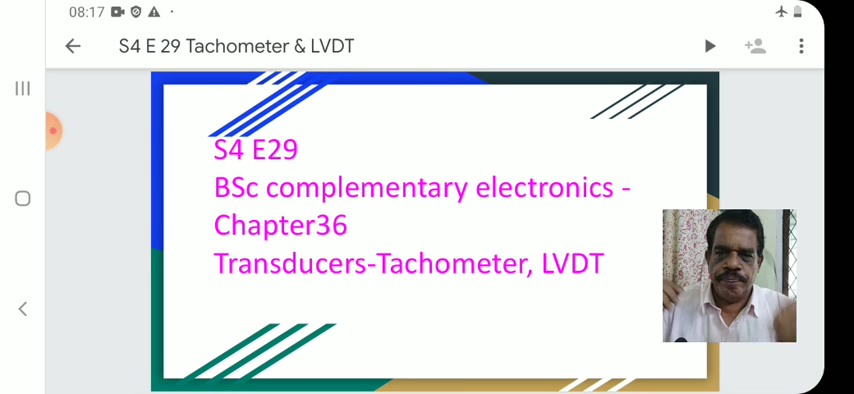 08:17
S4 E 29 Tachometer & LVDT
S4 E29
BSc complementary electronics -
Chapter36
Transducers-Tachometer, LVDT